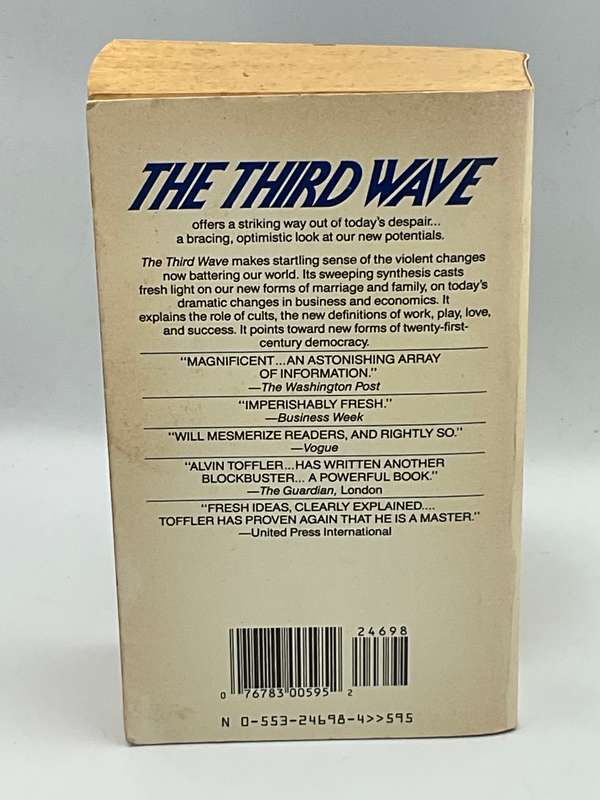 THE THIRD WAVE
offers a striking way out of today's despair...
a bracing, optimistic look at our new potentials.
The Third Wave makes startling sense of the violent changes
now battering our world. Its sweeping synthesis casts
fresh light on our new forms of marriage and family, on today's
dramatic changes in business and economics. It
explains the role of cults, the new definitions of work, play, love,
and success. It points toward new forms of twenty-first-
century democracy.
"MAGNIFICENT...AN ASTONISHING ARRAY
OF INFORMATION."
—The Washington Post
"IMPERISHABLY FRESH."
—Business Week
"WILL MESMERIZE READERS, AND RIGHTLY SO."
—Vogue
"ALVIN TOFFLER...HAS WRITTEN ANOTHER
BLOCKBUSTER... A POWERFUL BOOK."
—The Guardian, London
"FRESH IDEAS, CLEARLY EXPLAINED....
TOFFLER HAS PROVEN AGAIN THAT HE IS A MASTER."
—United Press International
24698
0 76783 00595 2
N 0-553-24698-4>>595